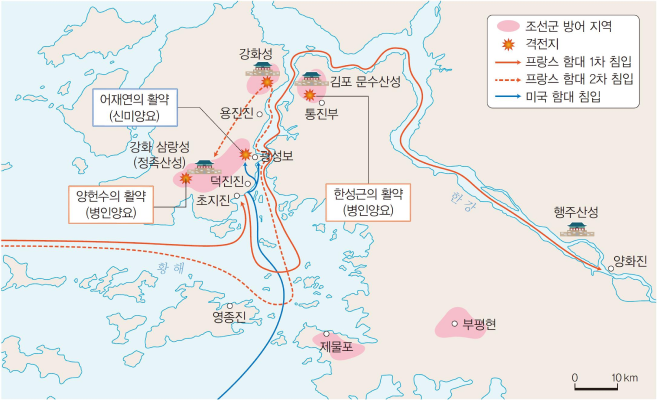 조선군 방어 지역
격전지
프랑스 함대 1차 침입
프랑스 함대 2차 침입
미국 함대 침입
강화성
김포 문수산성
통진부
어재연의 활약
(신미양요)
용진진
강화 삼랑성
(정족산성)
광성보
덕진진
초지진
양헌수의 활약
(병인양요)
한성근의 활약
(병인양요)
한강
행주산성
양화진
황해
영종진
제물포
부평현
0 10 km